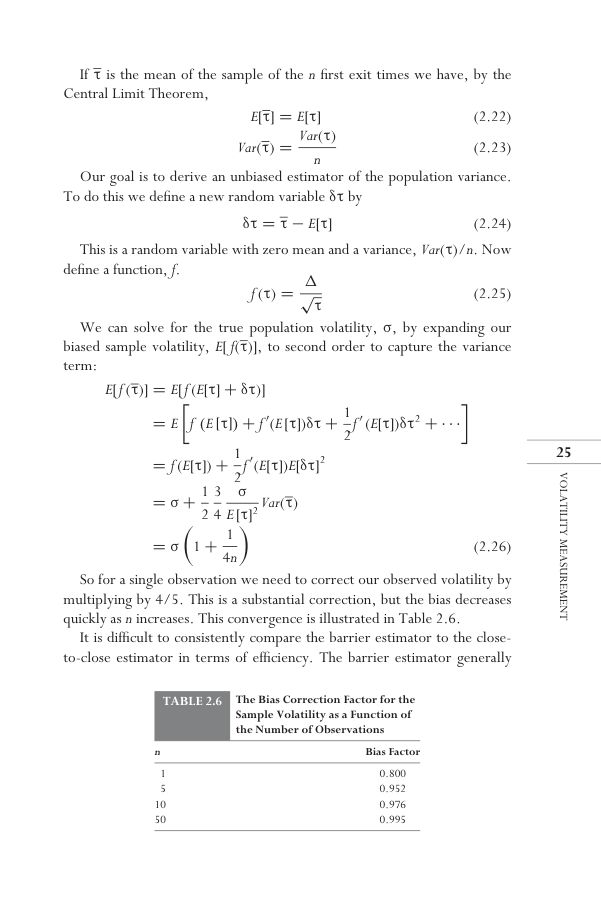 If τ̅ is the mean of the sample of the n first exit times we have, by the
Central Limit Theorem,
E[τ̅] = E[τ] (2.22)
Var(τ̅) = Var(τ)/n (2.23)
Our goal is to derive an unbiased estimator of the population variance.
To do this we define a new random variable δτ by
δτ = τ̅ − E[τ] (2.24)
This is a random variable with zero mean and a variance, Var(τ)/n. Now
define a function, f.
f(τ) = Δ/√τ (2.25)
We can solve for the true population volatility, σ, by expanding our
biased sample volatility, E[f(τ̅)], to second order to capture the variance
term:
E[f(τ̅)] = E[f(E[τ] + δτ)]
= E[f (E[τ]) + f′(E[τ])δτ + 1/2 f′ (E[τ])δτ² + ···]
= f(E[τ]) + 1/2 f′(E[τ])E[δτ]²
= σ + 1/2 3/4 σ/E[τ]² Var(τ̅)
= σ (1 + 1/4n) (2.26)
So for a single observation we need to correct our observed volatility by
multiplying by 4/5. This is a substantial correction, but the bias decreases
quickly as n increases. This convergence is illustrated in Table 2.6.
It is difficult to consistently compare the barrier estimator to the close-
to-close estimator in terms of efficiency. The barrier estimator generally
TABLE 2.6 The Bias Correction Factor for the
Sample Volatility as a Function of
the Number of Observations
n Bias Factor
1 0.800
5 0.952
10 0.976
50 0.995
25
VOLATILITY MEASUREMENT